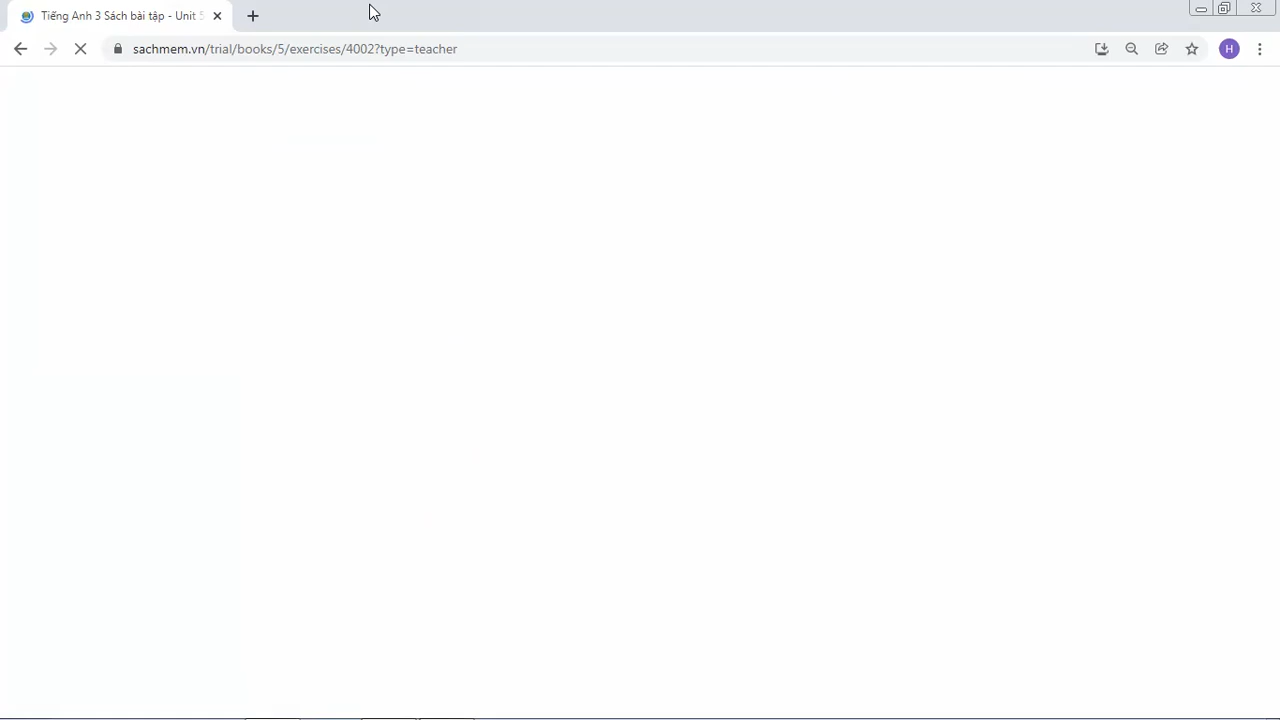 Tiếng Anh 3 Sách bài tập - Unit 5
sachmem.vn/trial/books/5/exercises/4002?type=teacher
H